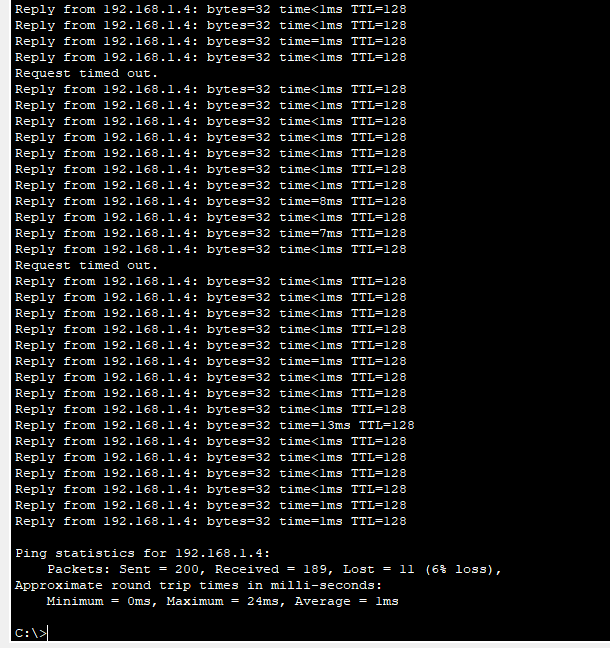 Reply from 192.168.1.4: bytes=32 time<1ms TTL=128
Reply from 192.168.1.4: bytes=32 time<1ms TTL=128
Reply from 192.168.1.4: bytes=32 time=1ms TTL=128
Reply from 192.168.1.4: bytes=32 time<1ms TTL=128
Request timed out.
Reply from 192.168.1.4: bytes=32 time<1ms TTL=128
Reply from 192.168.1.4: bytes=32 time<1ms TTL=128
Reply from 192.168.1.4: bytes=32 time<1ms TTL=128
Reply from 192.168.1.4: bytes=32 time<1ms TTL=128
Reply from 192.168.1.4: bytes=32 time<1ms TTL=128
Reply from 192.168.1.4: bytes=32 time<1ms TTL=128
Reply from 192.168.1.4: bytes=32 time<1ms TTL=128
Reply from 192.168.1.4: bytes=32 time=8ms TTL=128
Reply from 192.168.1.4: bytes=32 time<1ms TTL=128
Reply from 192.168.1.4: bytes=32 time=7ms TTL=128
Reply from 192.168.1.4: bytes=32 time<1ms TTL=128
Request timed out.
Reply from 192.168.1.4: bytes=32 time<1ms TTL=128
Reply from 192.168.1.4: bytes=32 time<1ms TTL=128
Reply from 192.168.1.4: bytes=32 time<1ms TTL=128
Reply from 192.168.1.4: bytes=32 time<1ms TTL=128
Reply from 192.168.1.4: bytes=32 time<1ms TTL=128
Reply from 192.168.1.4: bytes=32 time=1ms TTL=128
Reply from 192.168.1.4: bytes=32 time<1ms TTL=128
Reply from 192.168.1.4: bytes=32 time<1ms TTL=128
Reply from 192.168.1.4: bytes=32 time<1ms TTL=128
Reply from 192.168.1.4: bytes=32 time=13ms TTL=128
Reply from 192.168.1.4: bytes=32 time<1ms TTL=128
Reply from 192.168.1.4: bytes=32 time<1ms TTL=128
Reply from 192.168.1.4: bytes=32 time<1ms TTL=128
Reply from 192.168.1.4: bytes=32 time<1ms TTL=128
Reply from 192.168.1.4: bytes=32 time=1ms TTL=128
Reply from 192.168.1.4: bytes=32 time=1ms TTL=128

Ping statistics for 192.168.1.4:
    Packets: Sent = 200, Received = 189, Lost = 11 (6% loss),
Approximate round trip times in milli-seconds:
    Minimum = 0ms, Maximum = 24ms, Average = 1ms

C:\>